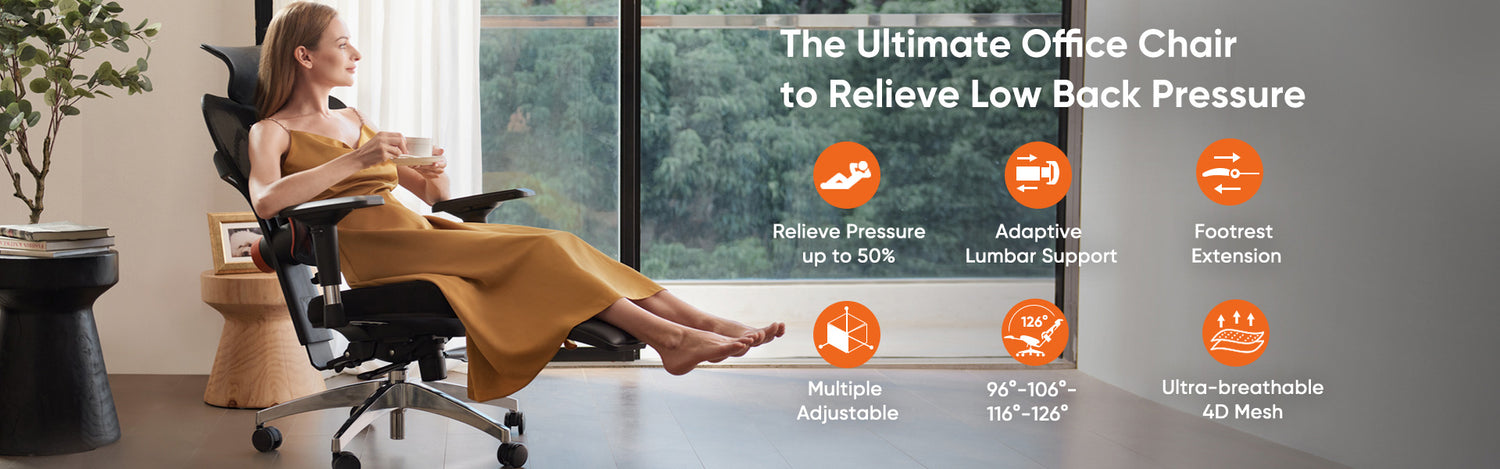 The Ultimate Office Chair
to Relieve Low Back Pressure
Relieve Pressure
up to 50%
Adaptive
Lumbar Support
Footrest
Extension
126°
Multiple
Adjustable
96°-106°-
116°-126°
Ultra-breathable
4D Mesh